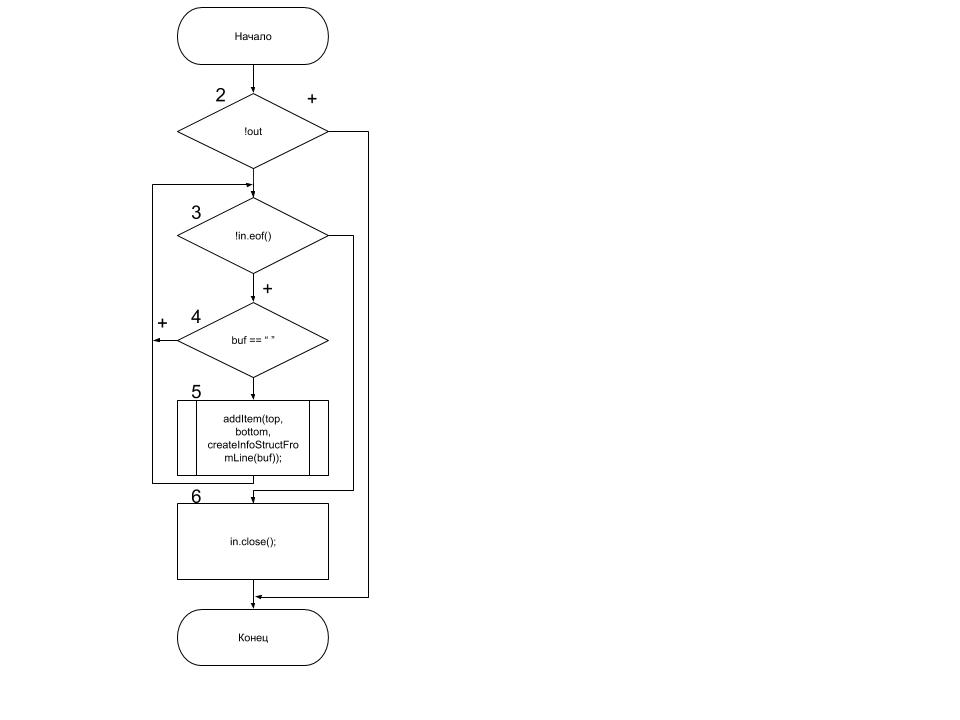 Начало
2
+
!out
3
!in.eof()
+
4
+
buf == “ ”
5
addItem(top,
bottom,
createInfoStructFro
mLine(buf));
6
in.close();
Конец